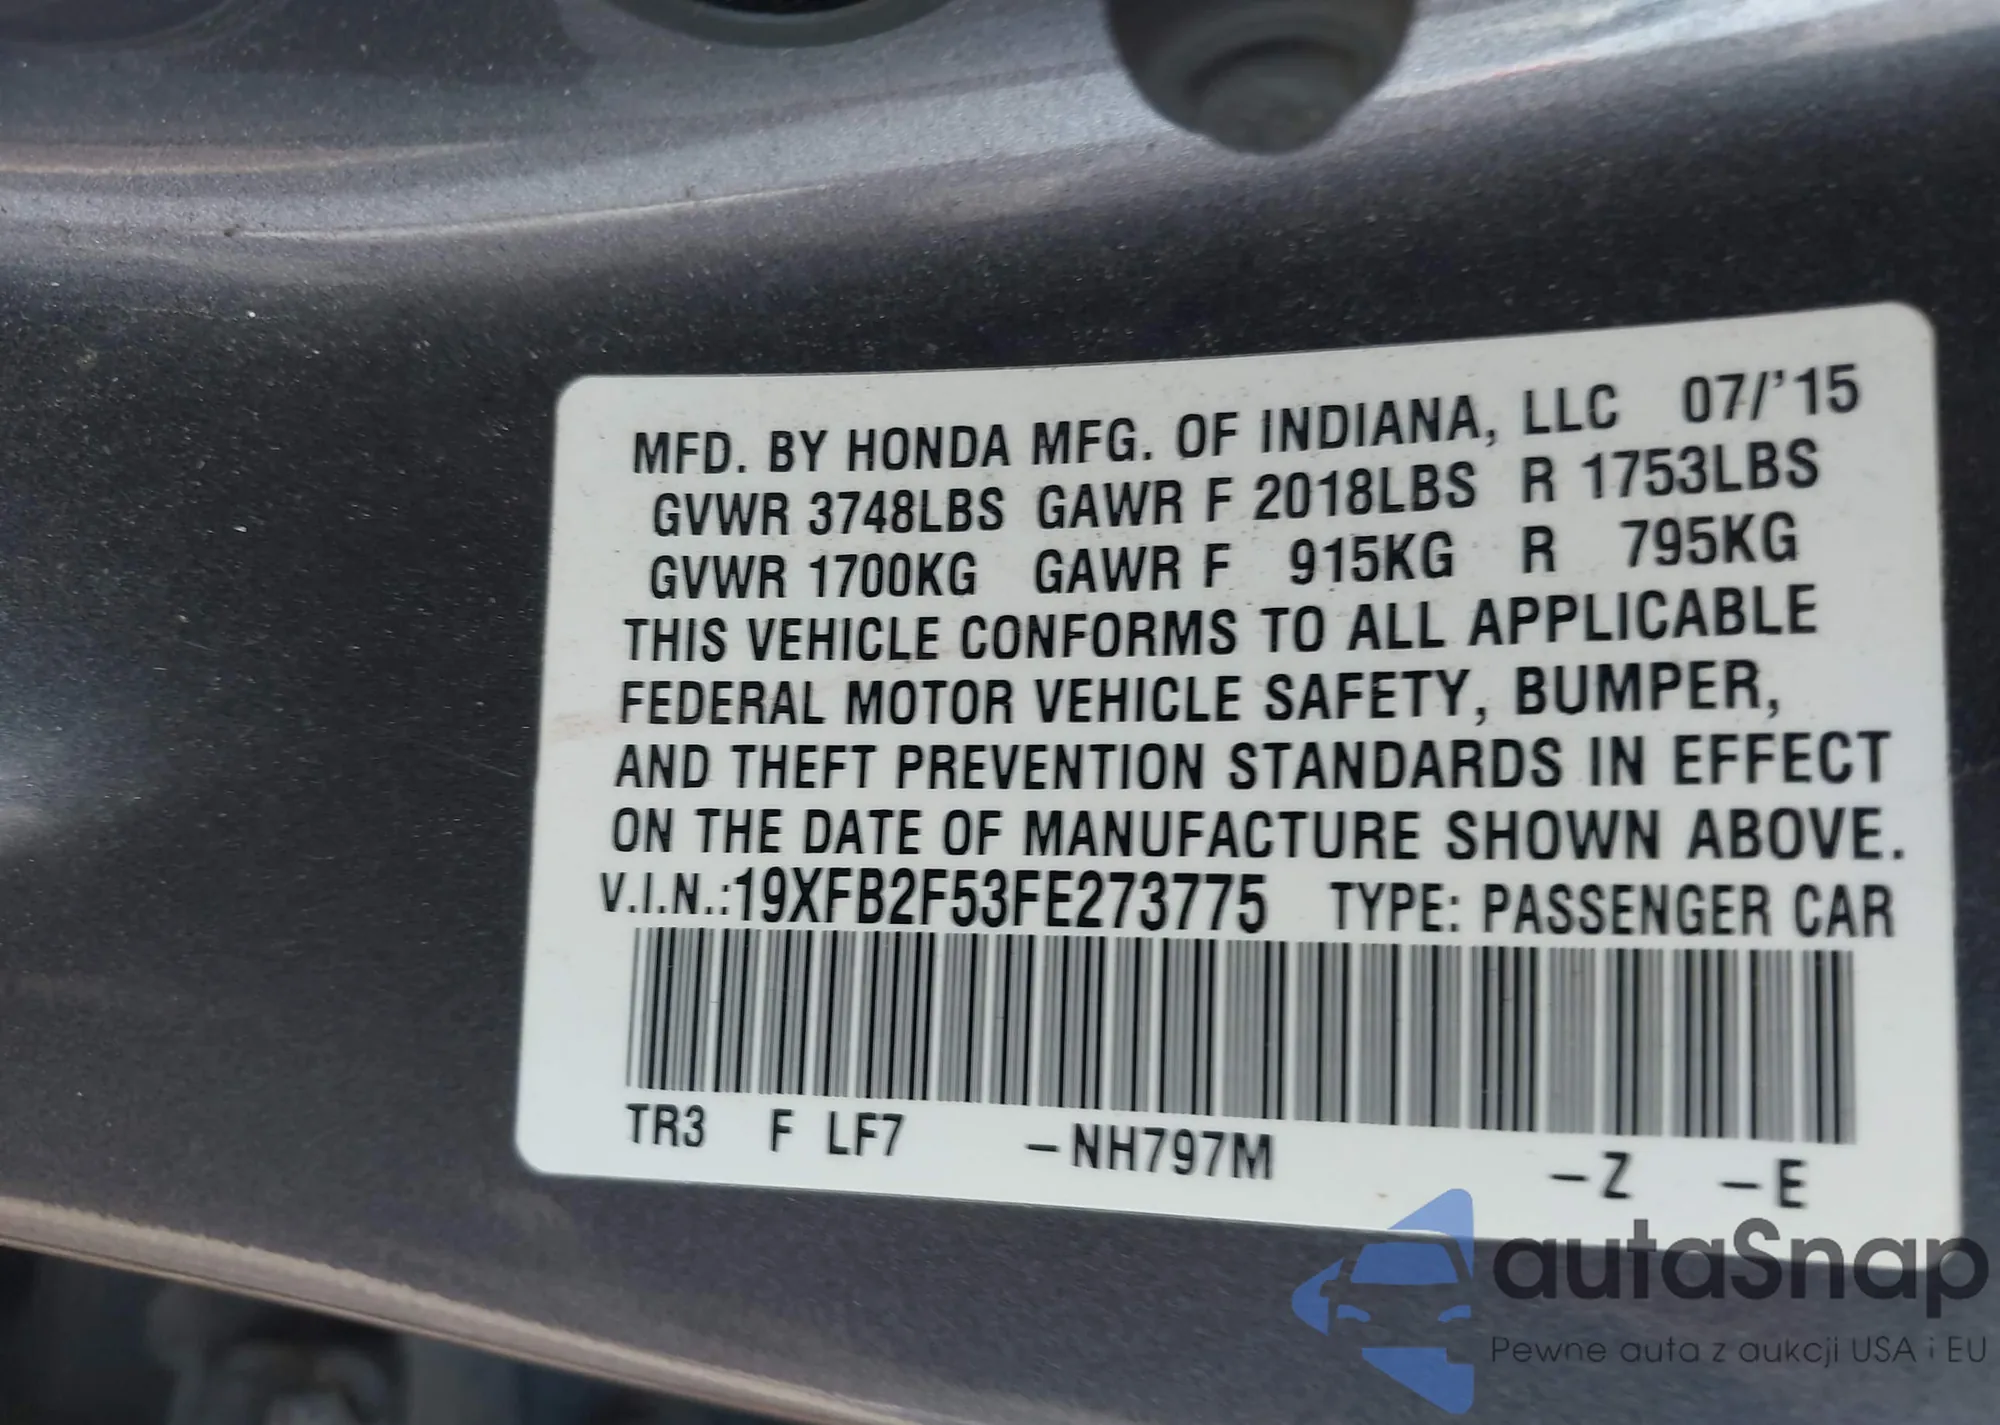 MFD. BY HONDA MFG. OF INDIANA, LLC 07/'15
GVWR 3748LBS GAWR F 2018LBS R 1753LBS
GVWR 1700KG GAWR F 915KG R 795KG
THIS VEHICLE CONFORMS TO ALL APPLICABLE
FEDERAL MOTOR VEHICLE SAFETY, BUMPER,
AND THEFT PREVENTION STANDARDS IN EFFECT
ON THE DATE OF MANUFACTURE SHOWN ABOVE.
V.I.N.:19XFB2F53FE273775 TYPE: PASSENGER CAR
TR3 F LF7 -NH797M -Z -E
autaSnap
Pewne auta z aukcji USA i EU